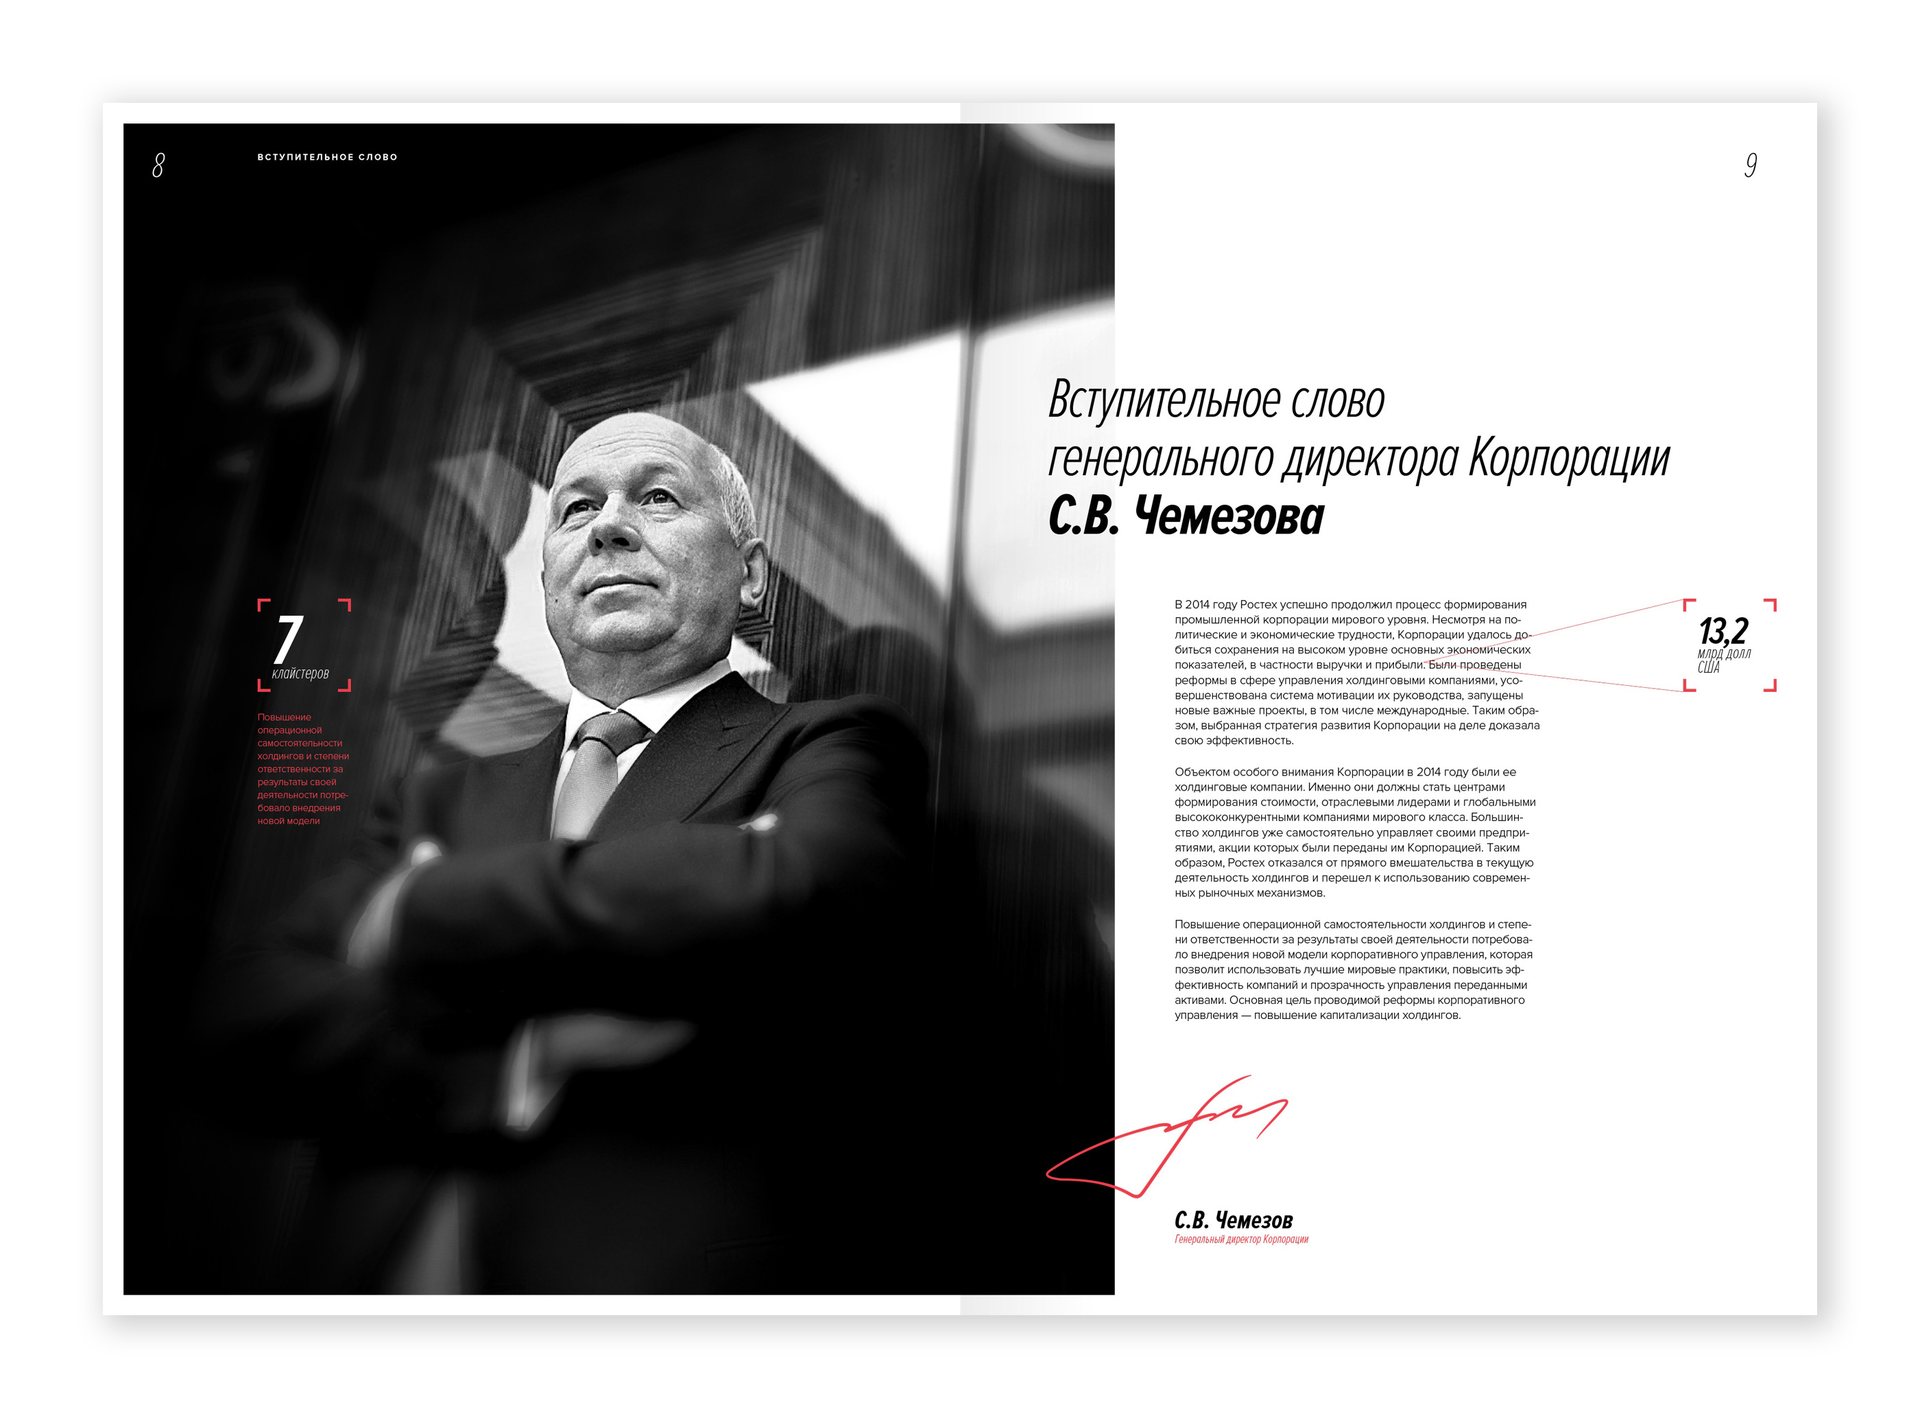 8
ВСТУПИТЕЛЬНОЕ СЛОВО
7
клайстеров
Повышение
операционной
самостоятельности
холдингов и степени
ответственности за
результаты своей
деятельности потре-
бовало внедрения
новой модели
9
Вступительное слово
генерального директора Корпорации
С.В. Чемезова
В 2014 году Ростех успешно продолжил процесс формирования
промышленной корпорации мирового уровня. Несмотря на по-
литические и экономические трудности, Корпорации удалось до-
биться сохранения на высоком уровне основных экономических
показателей, в частности выручки и прибыли. Были проведены
реформы в сфере управления холдинговыми компаниями, усо-
вершенствована система мотивации их руководства, запущены
новые важные проекты, в том числе международные. Таким обра-
зом, выбранная стратегия развития Корпорации на деле доказала
свою эффективность.
Объектом особого внимания Корпорации в 2014 году были ее
холдинговые компании. Именно они должны стать центрами
формирования стоимости, отраслевыми лидерами и глобальными
высококонкурентными компаниями мирового класса. Большин-
ство холдингов уже самостоятельно управляет своими предпри-
ятиями, акции которых были переданы им Корпорацией. Таким
образом, Ростех отказался от прямого вмешательства в текущую
деятельность холдингов и перешел к использованию современ-
ных рыночных механизмов.
Повышение операционной самостоятельности холдингов и степе-
ни ответственности за результаты своей деятельности потребова-
ло внедрения новой модели корпоративного управления, которая
позволит использовать лучшие мировые практики, повысить эф-
фективность компаний и прозрачность управления переданными
активами. Основная цель проводимой реформы корпоративного
управления — повышение капитализации холдингов.
13,2
млрд долл
США
С.В. Чемезов
Генеральный директор Корпорации